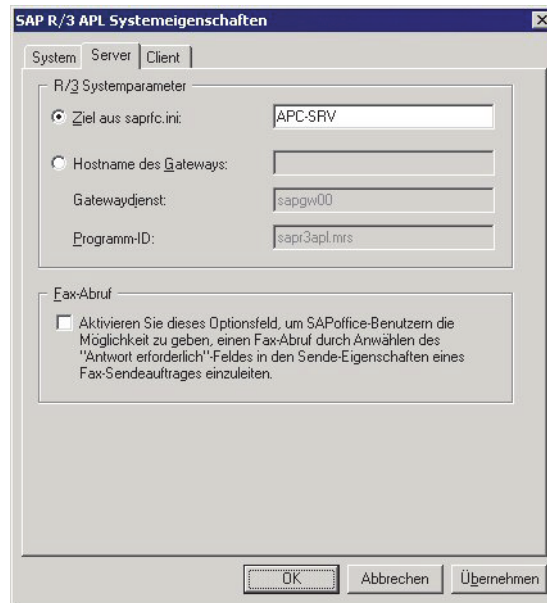 SAP R/3 APL Systemeigenschaften
System Server Client
R/3 Systemparameter
Ziel aus saprfc.ini: APC-SRV
Hostname des Gateways:
Gatewaydienst: sapgw00
Programm-ID: sapr3apl.mrs
Fax-Abruf
Aktivieren Sie dieses Optionsfeld, um SAPoffice-Benutzern die
Möglichkeit zu geben, einen Fax-Abruf durch Anwählen des
"Antwort erforderlich"-Feldes in den Sende-Eigenschaften eines
Fax-Sendeauftrages einzuleiten.
OK Abbrechen Übernehmen